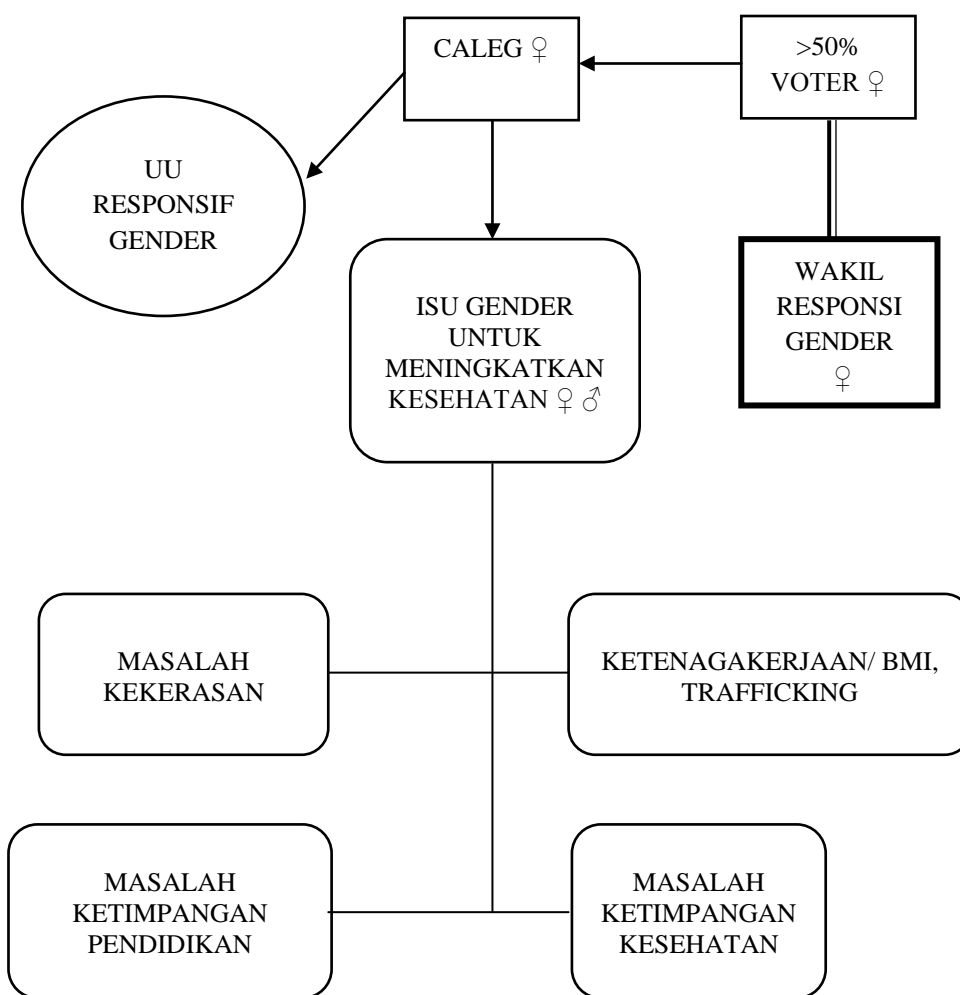 CALEG ♀
>50%
VOTER ♀
UU
RESPONSIF
GENDER
ISU GENDER
UNTUK
MENINGKATKAN
KESEHATAN ♀ ♂
WAKIL
RESPONSI
GENDER
♀
MASALAH
KEKERASAN
KETENAGAKERJAAN/ BMI,
TRAFFICKING
MASALAH
KETIMPANGAN
PENDIDIKAN
MASALAH
KETIMPANGAN
KESEHATAN